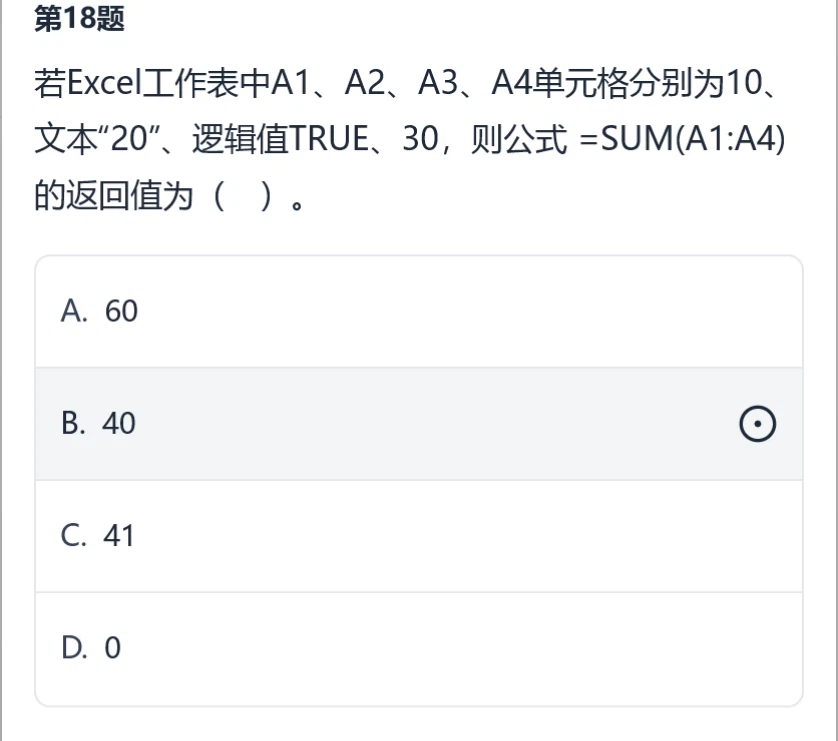 第18题
若Excel工作表中A1、A2、A3、A4单元格分别为10、
文本“20”、逻辑值TRUE、30，则公式 =SUM(A1:A4)
的返回值为（　）。
A. 60
B. 40
C. 41
D. 0